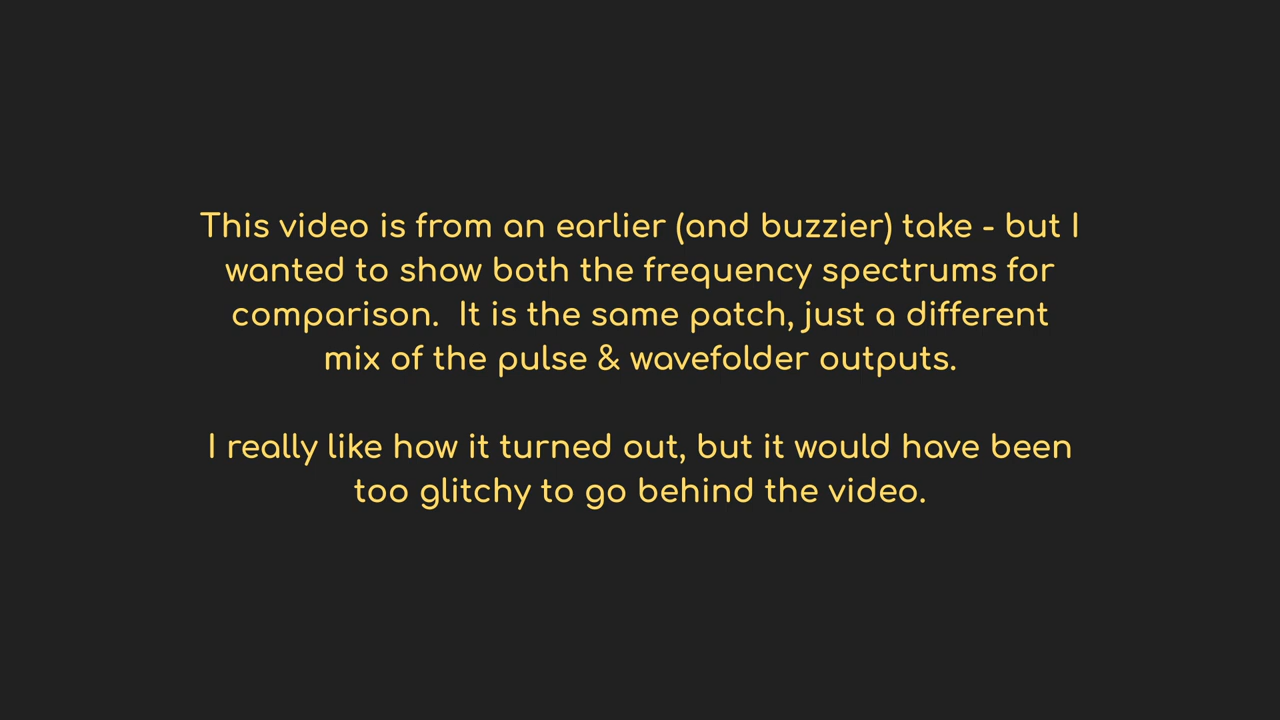 This video is from an earlier (and buzzier) take - but I
wanted to show both the frequency spectrums for
comparison.  It is the same patch, just a different
mix of the pulse & wavefolder outputs.
I really like how it turned out, but it would have been
too glitchy to go behind the video.